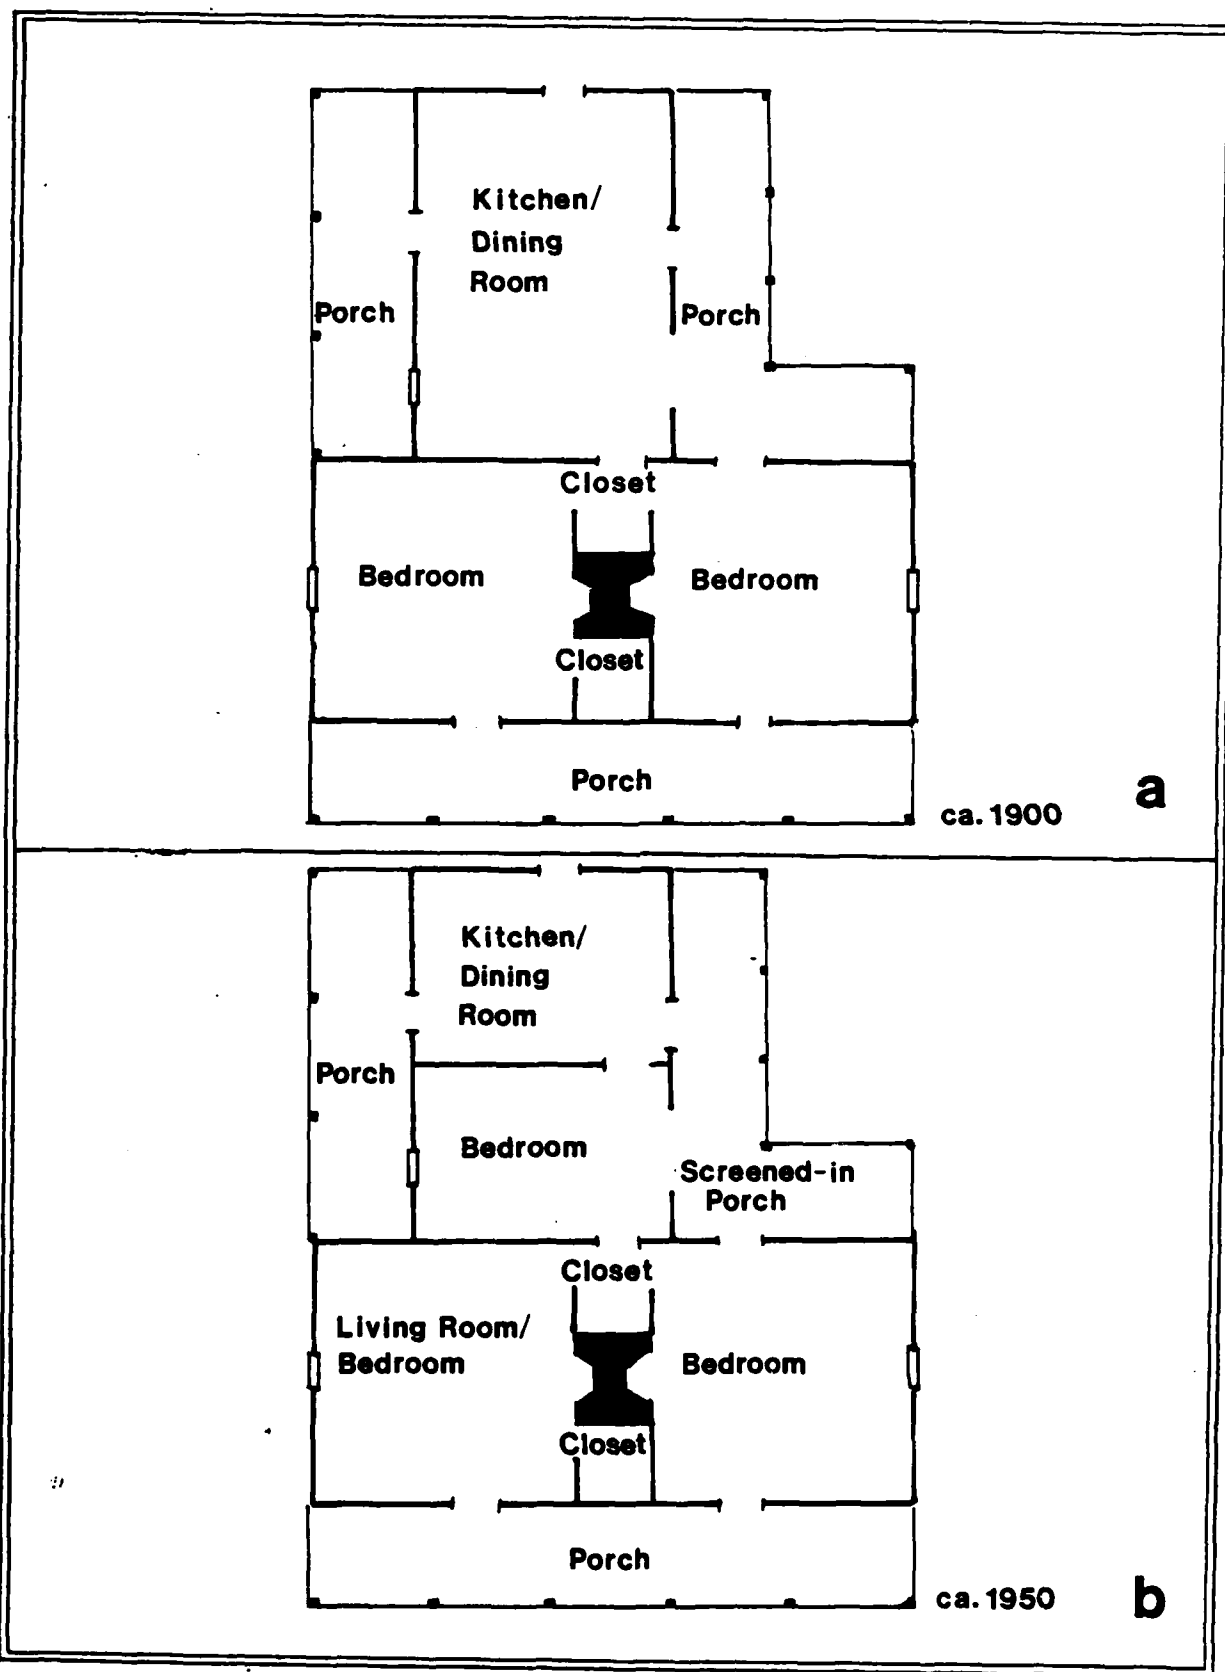 Kitchen/
Dining
Room
Porch
Porch
Closet
Bedroom
Bedroom
Closet
Porch
a
ca. 1900
Kitchen/
Dining
Room
Porch
Bedroom
Screened-in
Porch
Closet
Living Room/
Bedroom
Bedroom
Closet
Porch
ca. 1950
b